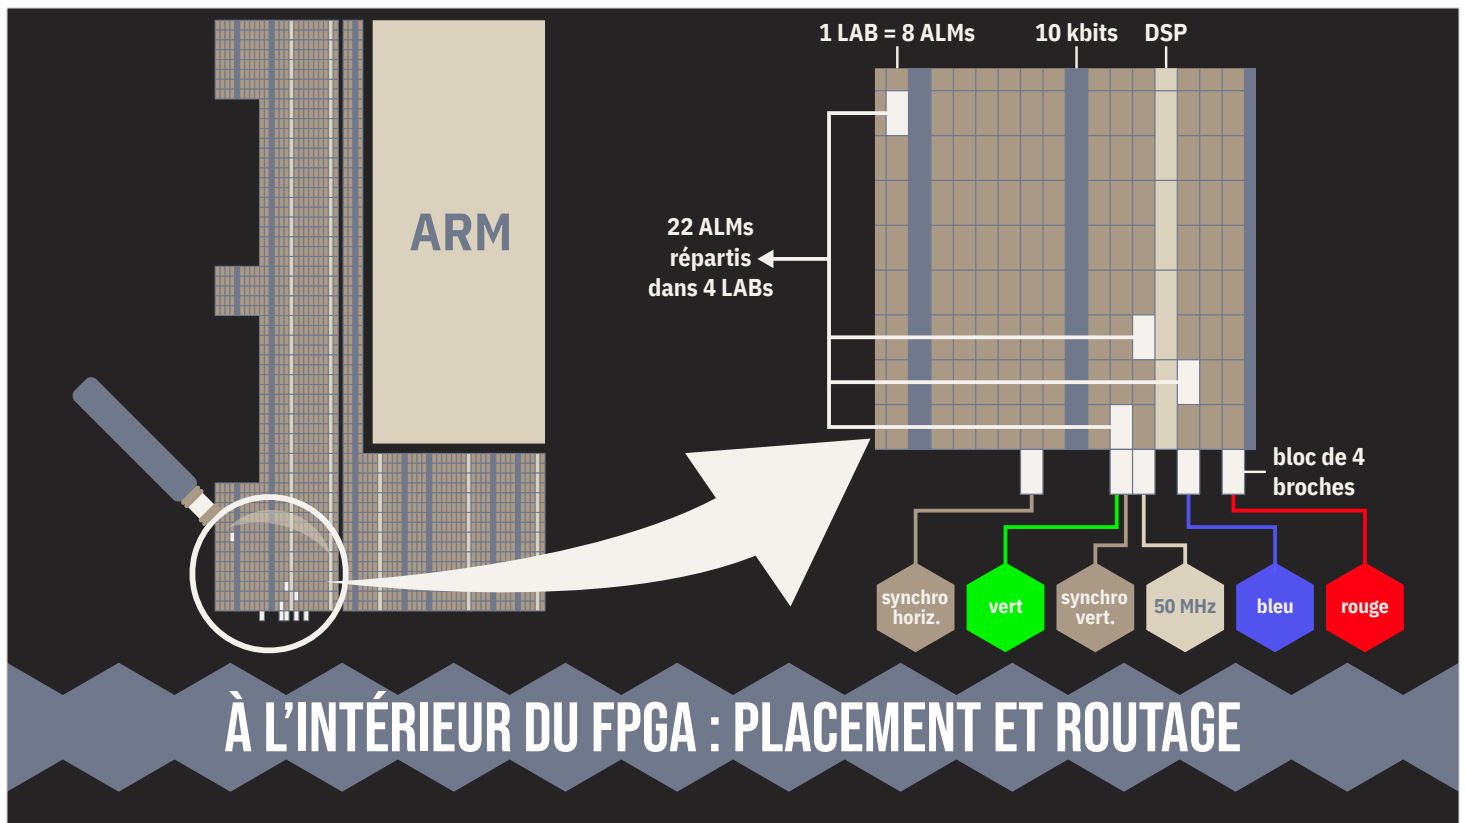 1 LAB = 8 ALMs
10 kbits
DSP
ARM
22 ALMs
répartis
dans 4 LABs
bloc de 4
broches
synchro
horiz.
vert
synchro
vert.
50 MHz
bleu
rouge
À L’INTÉRIEUR DU FPGA : PLACEMENT ET ROUTAGE